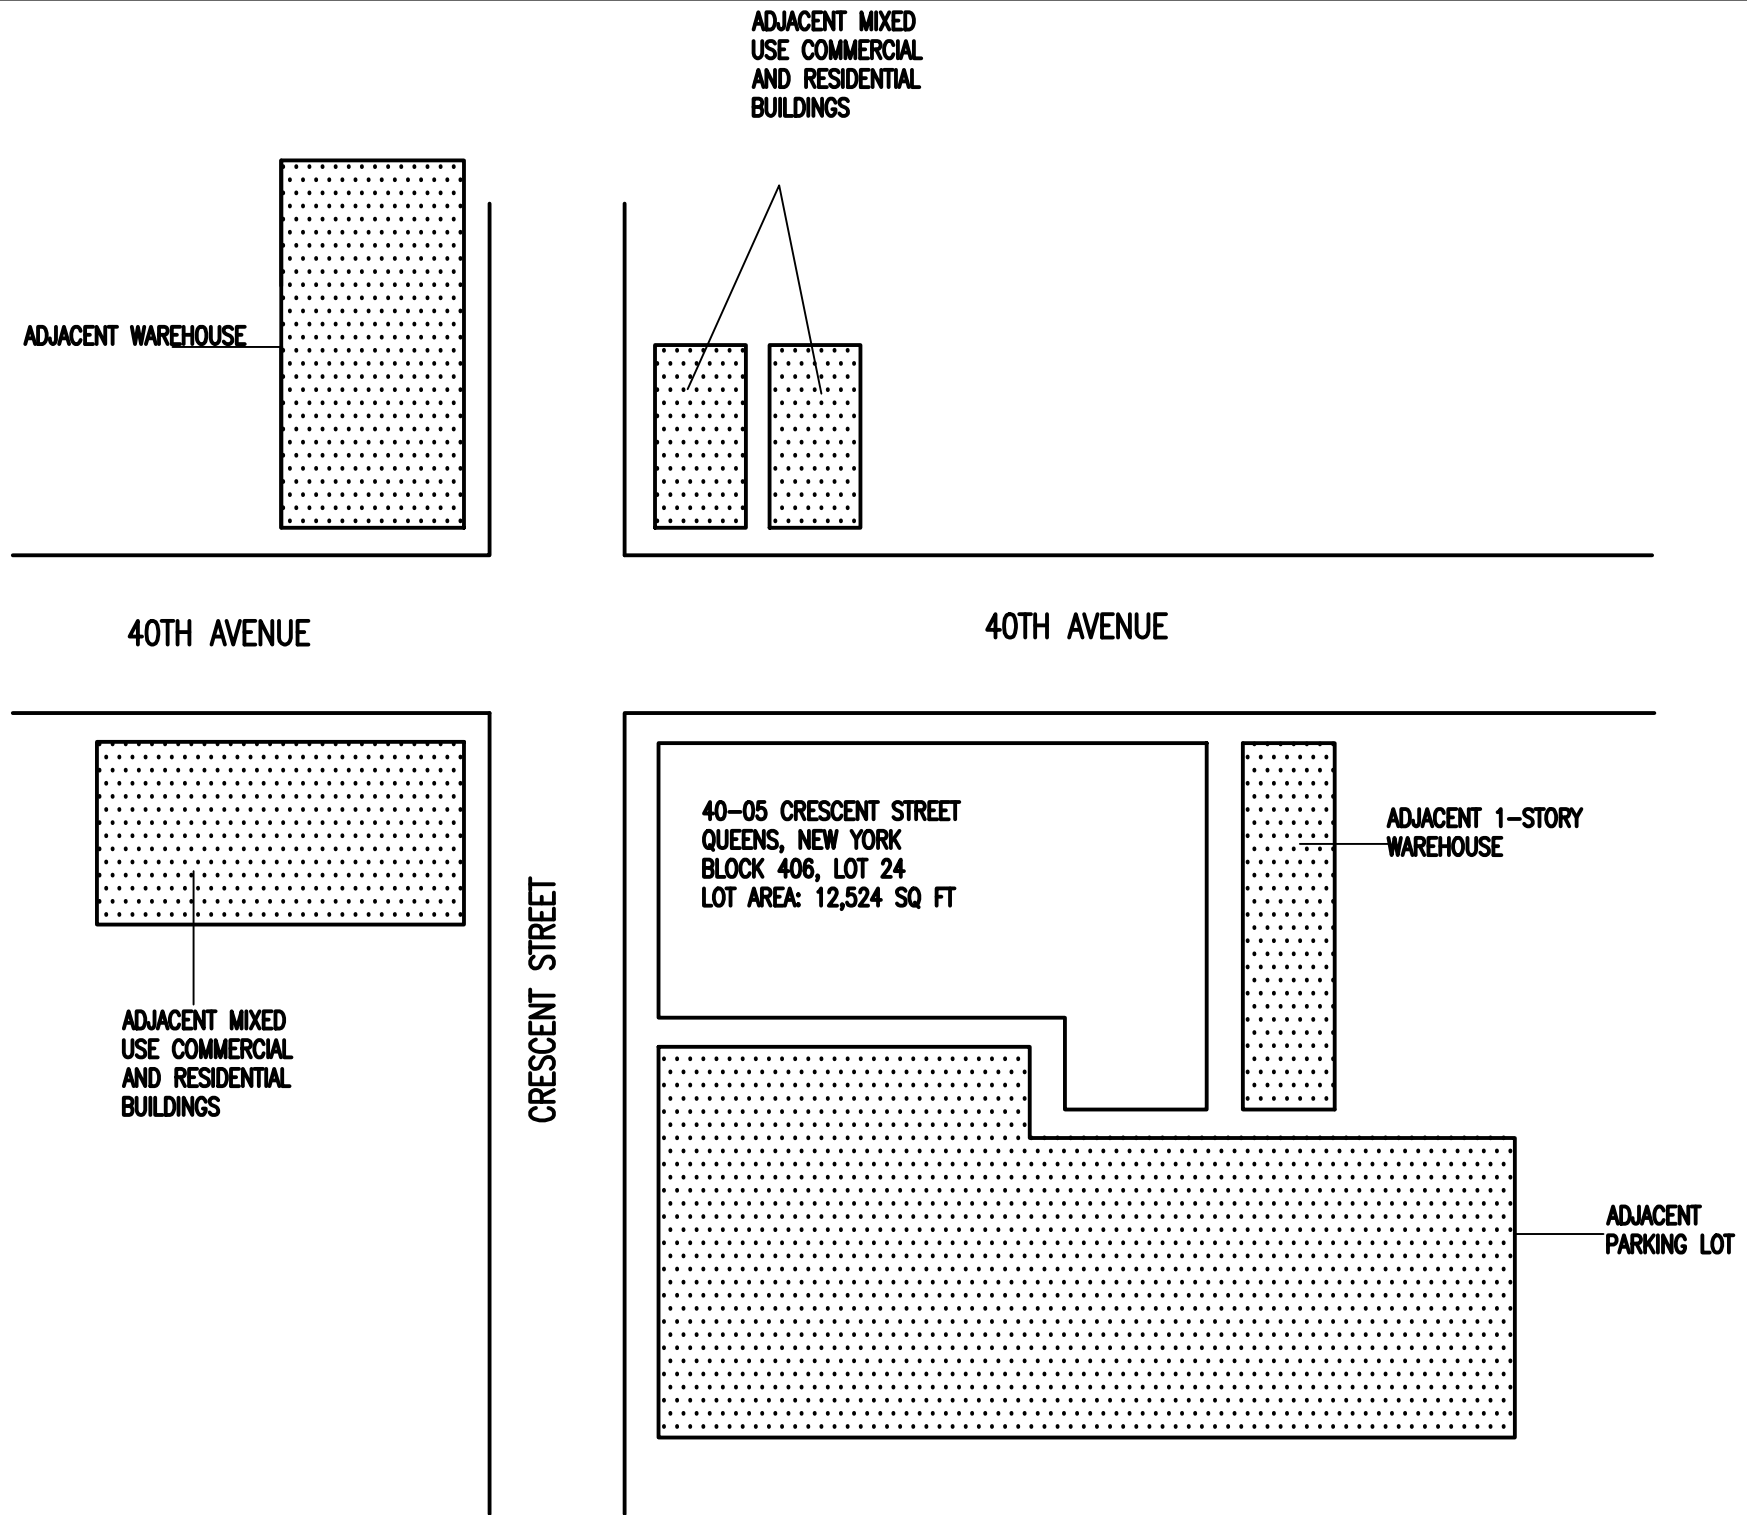 ADJACENT MIXED
USE COMMERCIAL
AND RESIDENTIAL
BUILDINGS
ADJACENT WAREHOUSE
40TH AVENUE
40TH AVENUE
40-05 CRESCENT STREET
QUEENS, NEW YORK
BLOCK 406, LOT 24
LOT AREA: 12,524 SQ FT
ADJACENT 1-STORY
WAREHOUSE
CRESCENT STREET
ADJACENT MIXED
USE COMMERCIAL
AND RESIDENTIAL
BUILDINGS
ADJACENT
PARKING LOT